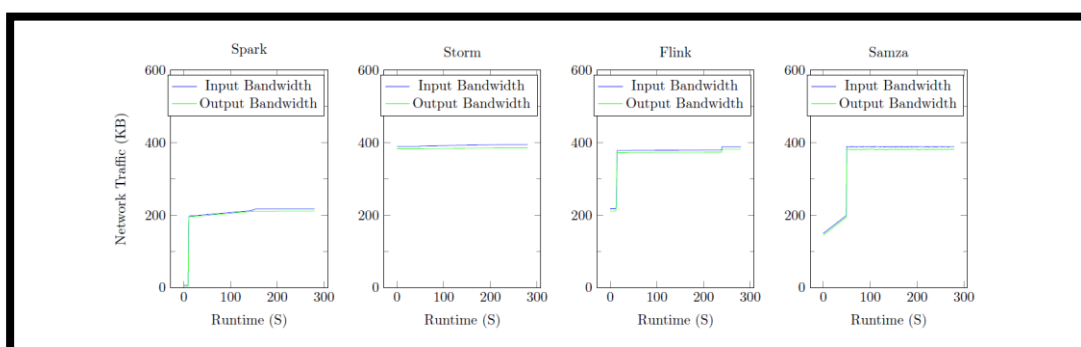 Spark
Storm
Flink
Samza
600
400
200
0
Network Traffic (KB)
Input Bandwidth
Output Bandwidth
0
100
200
300
Runtime (S)
600
400
200
0
Input Bandwidth
Output Bandwidth
0
100
200
300
Runtime (S)
600
400
200
0
Input Bandwidth
Output Bandwidth
0
100
200
300
Runtime (S)
600
400
200
0
Input Bandwidth
Output Bandwidth
0
100
200
300
Runtime (S)